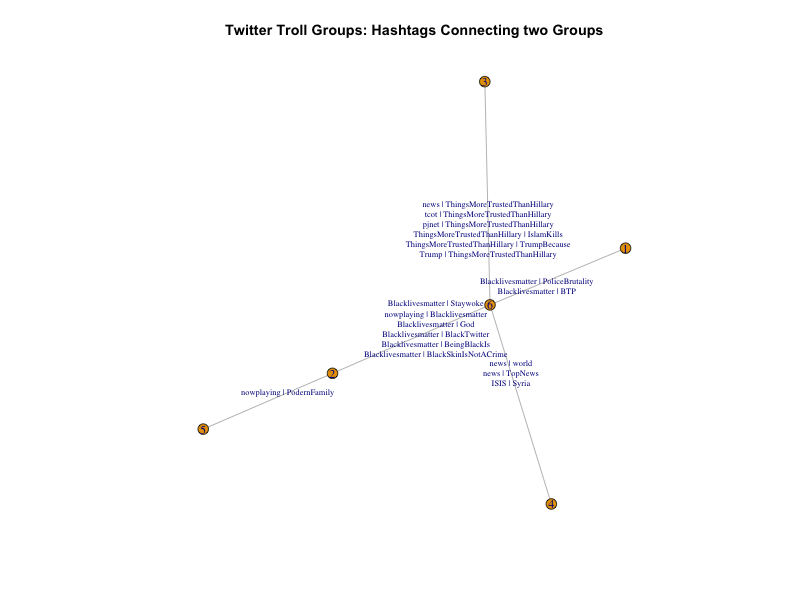 Twitter Troll Groups: Hashtags Connecting two Groups
3
news | ThingsMoreTrustedThanHillary
tcot | ThingsMoreTrustedThanHillary
pjnet | ThingsMoreTrustedThanHillary
ThingsMoreTrustedThanHillary | IslamKills
ThingsMoreTrustedThanHillary | TrumpBecause
Trump | ThingsMoreTrustedThanHillary
1
Blacklivesmatter | PoliceBrutality
Blacklivesmatter | BTP
6
Blacklivesmatter | Staywoke
nowplaying | Blacklivesmatter
Blacklivesmatter | God
Blacklivesmatter | BlackTwitter
Blacklivesmatter | BeingBlackIs
Blacklivesmatter | BlackSkinIsNotACrime
news | world
news | TopNews
ISIS | Syria
2
nowplaying | PodernFamily
5
4